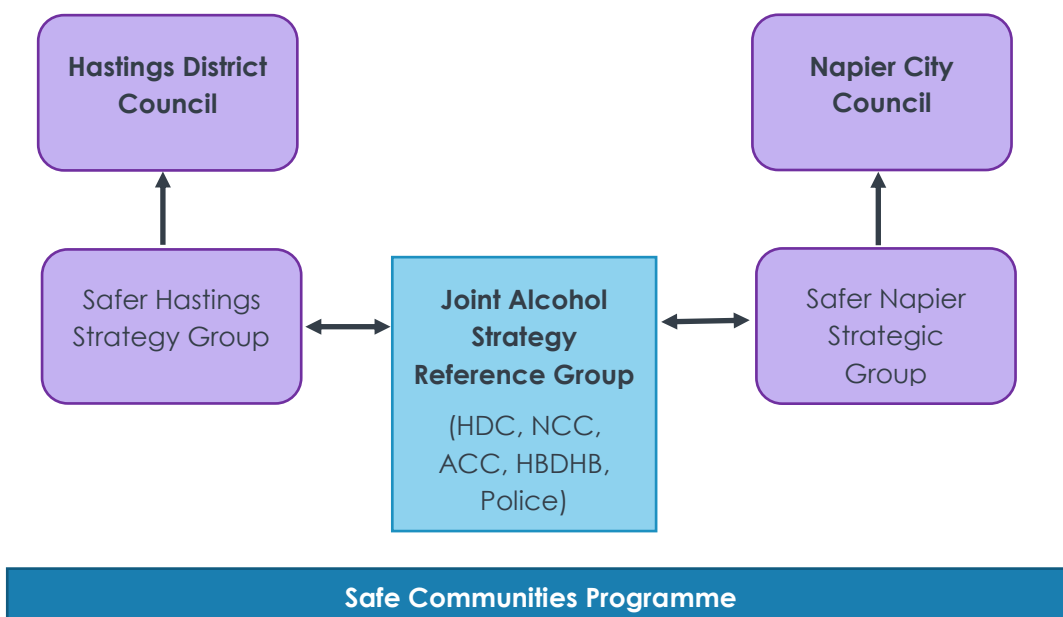 Hastings District
Council
Napier City
Council
Safer Hastings
Strategy Group
Joint Alcohol
Strategy
Reference Group
(HDC, NCC,
ACC, HBDHB,
Police)
Safer Napier
Strategic
Group
Safe Communities Programme